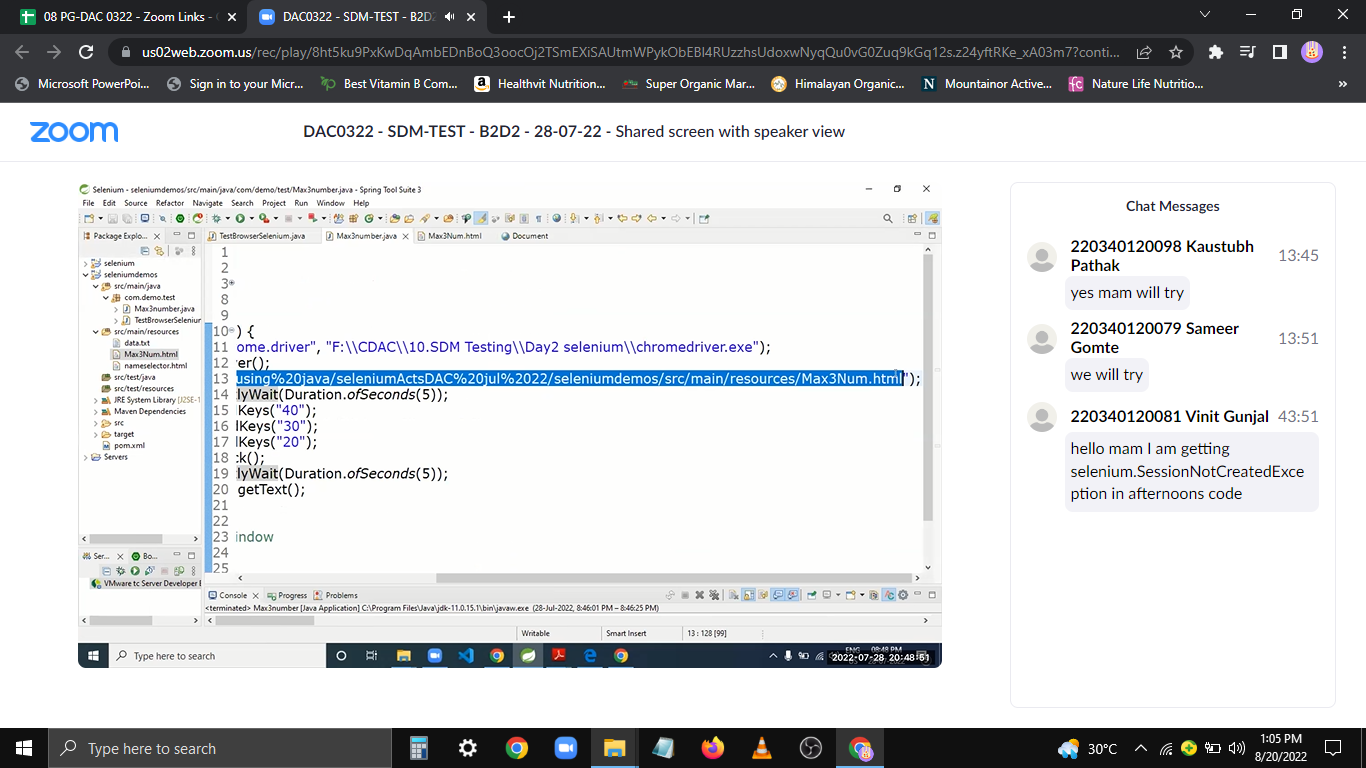 08 PG-DAC 0322 - Zoom Links -
DAC0322 - SDM-TEST - B2D2
us02web.zoom.us/rec/play/8ht5ku9PxKwDqAmbEDnBoQ3oocOj2TSmEXiSAUtmWPykObEBI4RUzzhsUdoxwNyqQu0vG0Zuq9kGq12s.z24yftRKe_xA03m7?conti...
Microsoft PowerPoi...
Sign in to your Micr...
Best Vitamin B Com...
Healthvit Nutrition...
Super Organic Mar...
Himalayan Organic...
Mountainor Active...
Nature Life Nutritio...
zoom
DAC0322 - SDM-TEST - B2D2 - 28-07-22 - Shared screen with speaker view
Selenium - seleniumdemos/src/main/java/com/demo/test/Max3number.java - Spring Tool Suite 3
File Edit Source Refactor Navigate Search Project Run Window Help
Package Explo...
TestBrowserSelenium.java
Max3number.java
Max3Num.html
Document
selenium
seleniumdemos
src/main/java
com.demo.test
Max3number.java
TestBrowserSeleniun
src/main/resources
data.txt
Max3Num.html
nameselector.html
src/test/java
src/test/resources
JRE System Library [J2SE-1
Maven Dependencies
src
target
pom.xml
Servers
Ser...
Bo...
VMware tc Server Developer E
1
2
3
8
9
10 ) {
11 ome.driver", "F:\\CDAC\\10.SDM Testing\\Day2 selenium\\chromedriver.exe");
12 ver();
13 using%20java/seleniumActsDAC%20jul%2022/seleniumdemos/src/main/resources/Max3Num.html");
14 lyWait(Duration.ofSeconds(5));
15 Keys("40");
16 lKeys("30");
17 lKeys("20");
18 ck();
19 lyWait(Duration.ofSeconds(5));
20 getText();
21
22
23 indow
24
25
Console
Progress
Problems
<terminated> Max3number [Java Application] C:\Program Files\Java\jdk-11.0.15.1\bin\javaw.exe (28-Jul-2022, 8:46:01 PM – 8:46:25 PM)
Writable
Smart Insert
13 : 128 [99]
Type here to search
ENG
08:48 PM
2022-07-28 20:48:51
Chat Messages
220340120098 Kaustubh
Pathak
13:45
yes mam will try
220340120079 Sameer
Gomte
13:51
we will try
220340120081 Vinit Gunjal 43:51
hello mam I am getting
selenium.SessionNotCreatedExce
ption in afternoons code
Type here to search
30°C
1:05 PM
8/20/2022